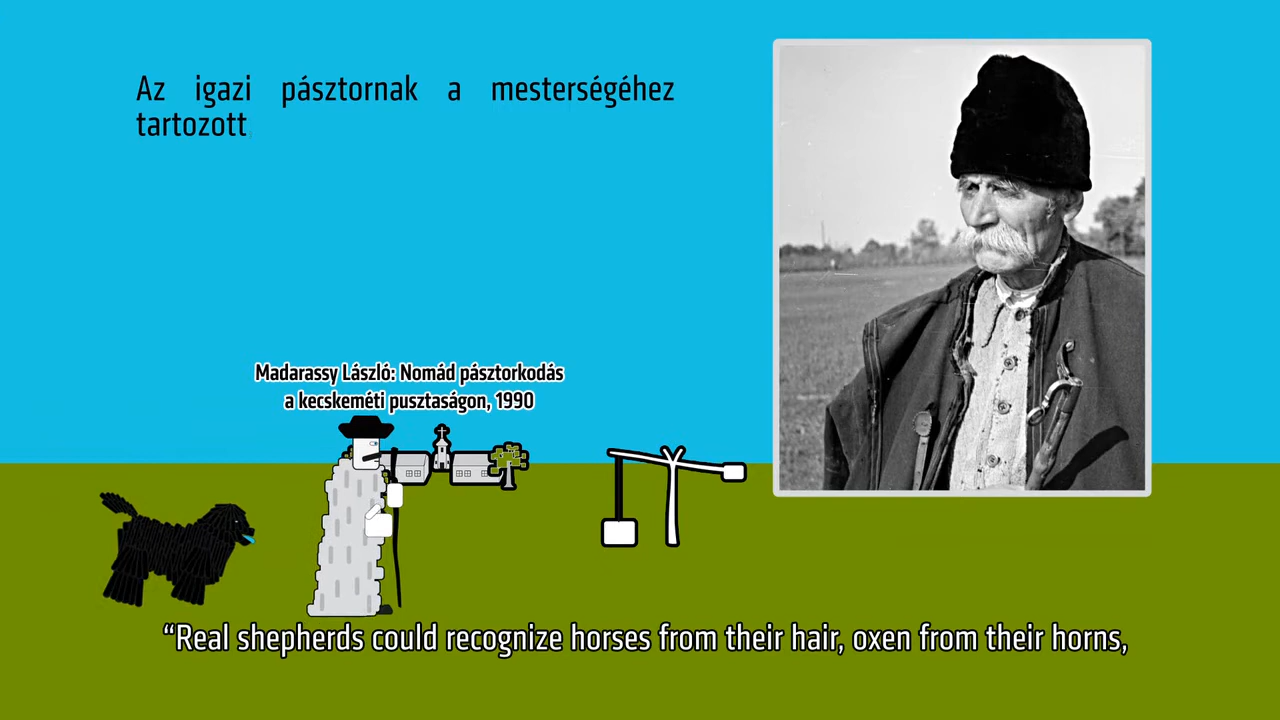 Az igazi pásztornak a mesterségéhez
tartozott
Madarassy László: Nomád pásztorkodás
a kecskeméti pusztaságon, 1990
“Real shepherds could recognize horses from their hair, oxen from their horns,